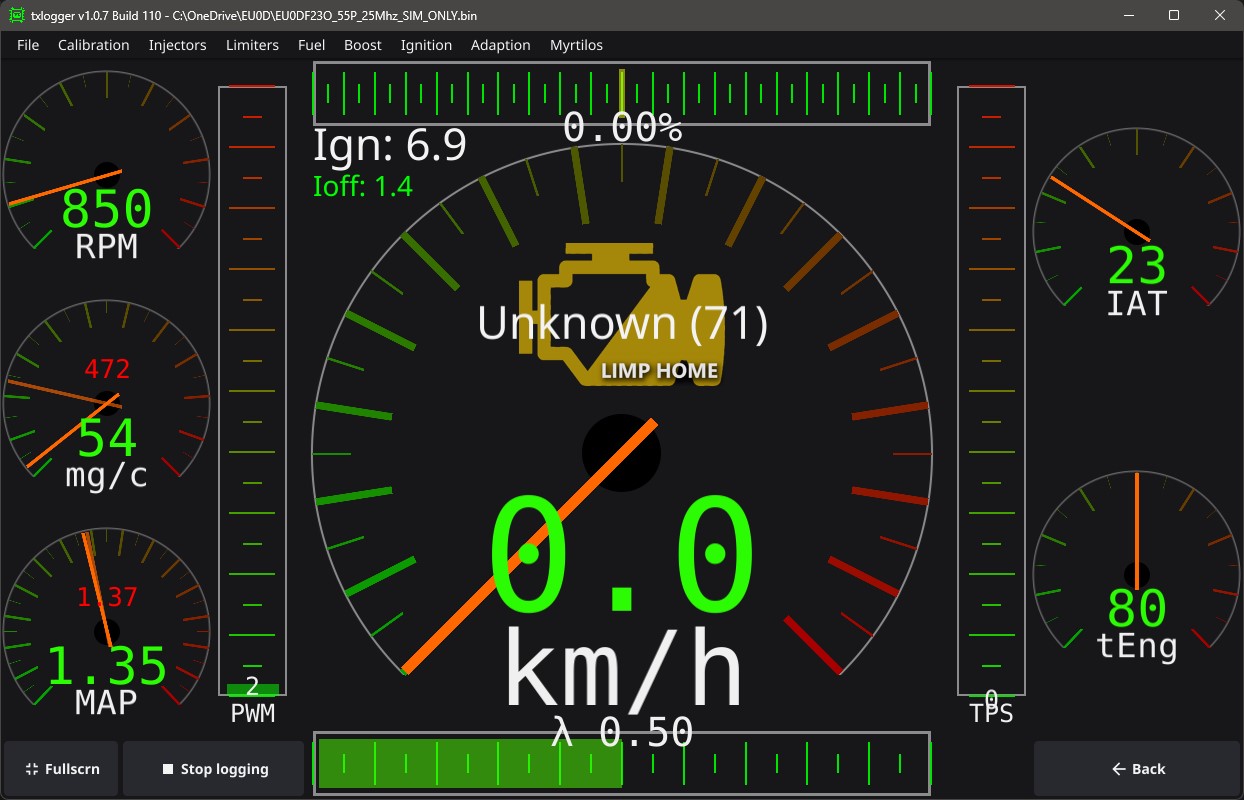 txlogger v1.0.7 Build 110 - C:\OneDrive\EU0D\EU0DF23O_55P_25Mhz_SIM_ONLY.bin
File Calibration Injectors Limiters Fuel Boost Ignition Adaption Myrtilos
0.00%
Ign: 6.9
Ioff: 1.4
850
RPM
23
IAT
Unknown (71)
LIMP HOME
472
54
mg/c
0.0
km/h
1.37
1.35
MAP
80
tEng
2
PWM
0
TPS
λ 0.50
Fullscrn
Stop logging
Back